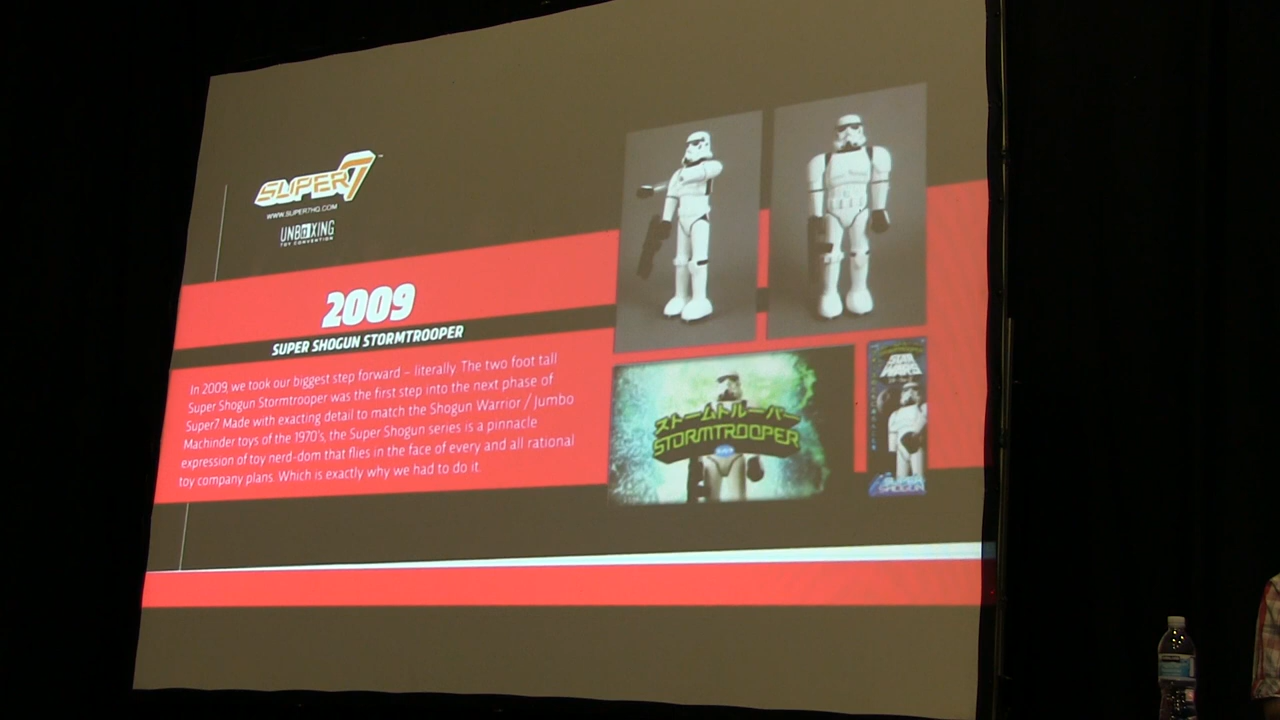 SUPER7
WWW.SUPER7HQ.COM
UNBOXING
TOY CONVENTION
2009
SUPER SHOGUN STORMTROOPER
In 2009, we took our biggest step forward – literally. The two foot tall
Super Shogun Stormtrooper was the first step into the next phase of
Super7. Made with exacting detail to match the Shogun Warrior / Jumbo
Machinder toys of the 1970's, the Super Shogun series is a pinnacle
expression of toy nerd-dom that flies in the face of every and all rational
toy company plans. Which is exactly why we had to do it.
ストームトルーパー
STORMTROOPER
STAR
WARS
SUPER
SHOGUN